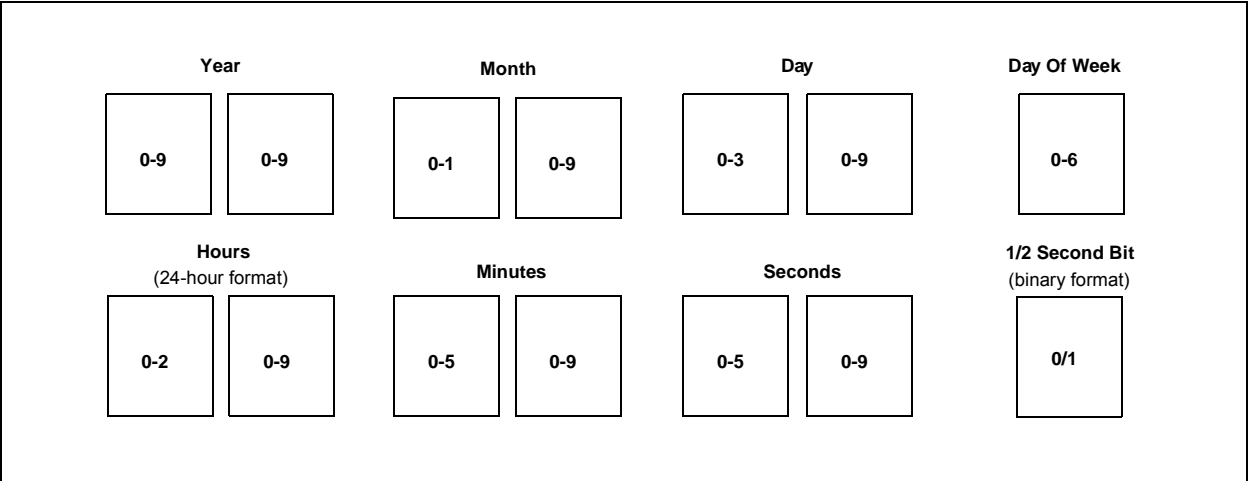 Year
Month
Day
Day Of Week
0-9
0-9
0-1
0-9
0-3
0-9
0-6
Hours
(24-hour format)
Minutes
Seconds
1/2 Second Bit
(binary format)
0-2
0-9
0-5
0-9
0-5
0-9
0/1